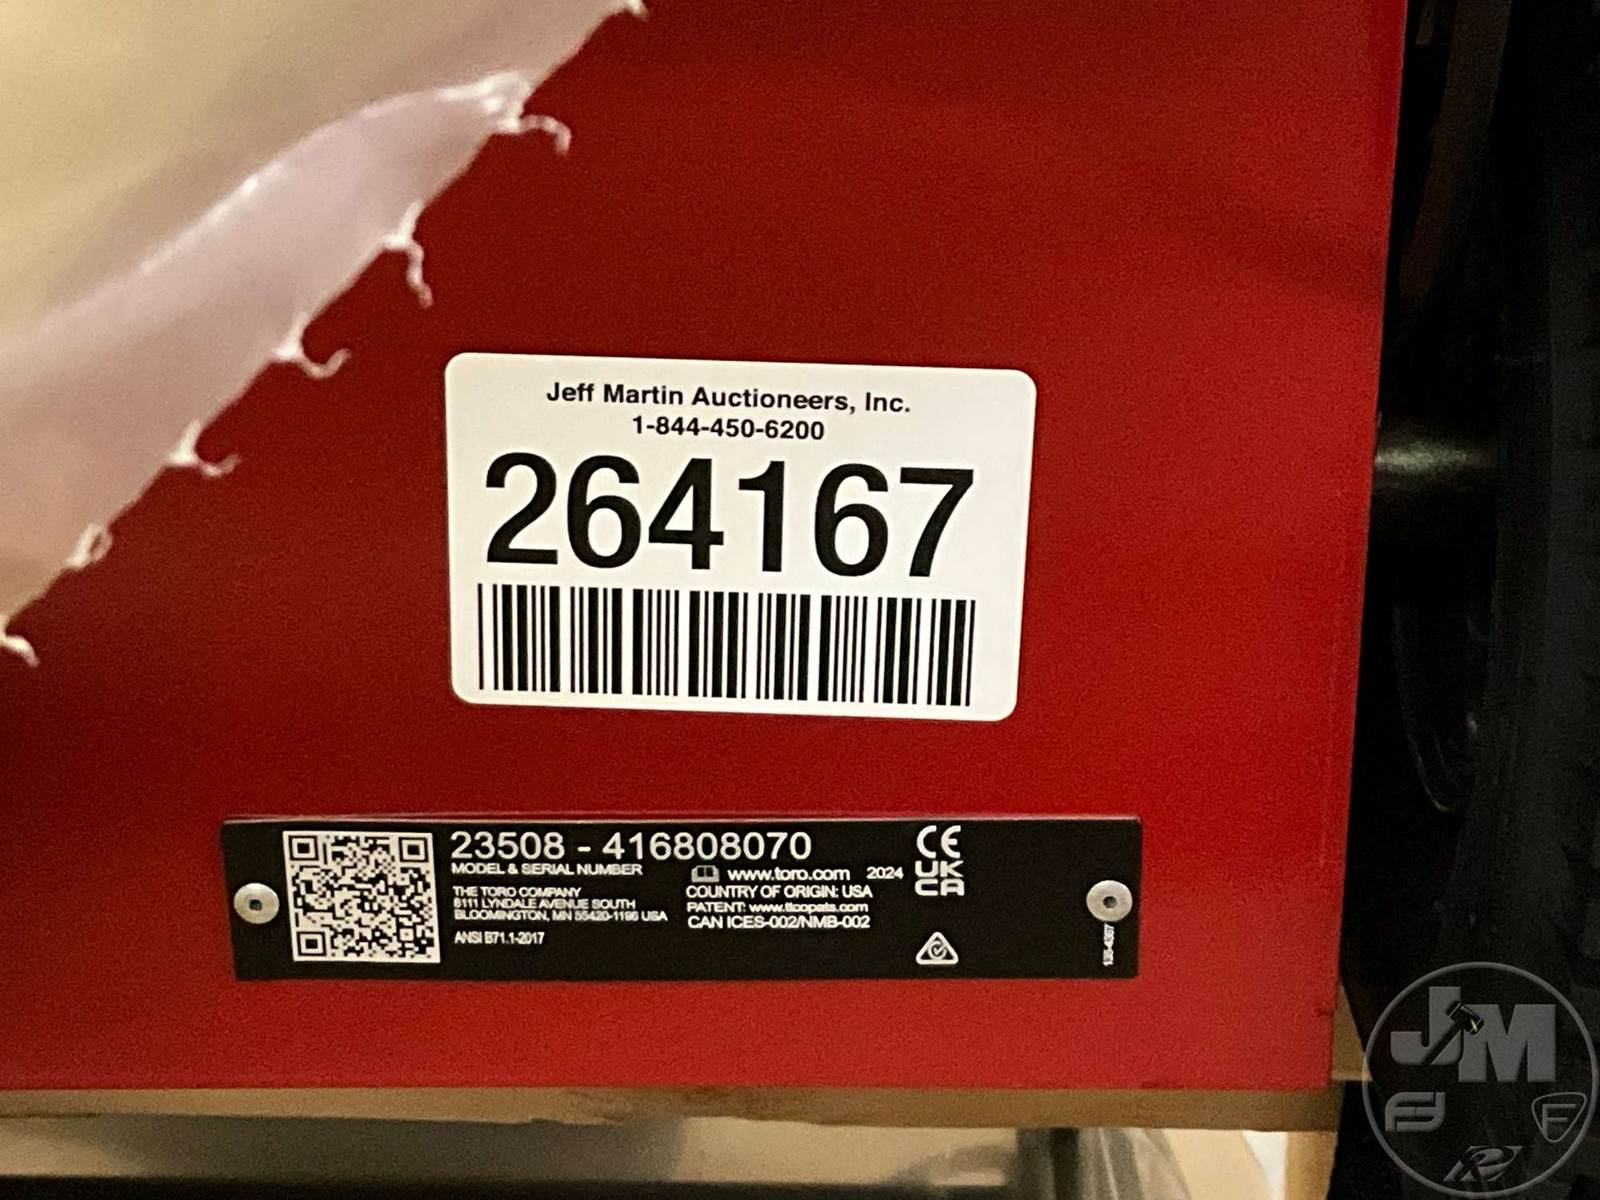 Jeff Martin Auctioneers, Inc.
1-844-450-6200
264167
23508 - 416808070
MODEL & SERIAL NUMBER
www.toro.com 2024
THE TORO COMPANY
8111 LYNDALE AVENUE SOUTH
BLOOMINGTON, MN 55420-1196 USA
ANSI B71.1-2017
COUNTRY OF ORIGIN: USA
PATENT: www.ttcopats.com
CAN ICES-002/NMB-002
CE
UK
CA
JM